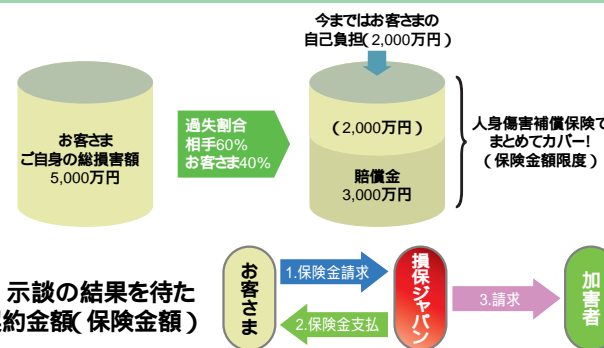 今まではお客さまの
自己負担(2,000万円)
お客さま
ご自身の総損害額
5,000万円
過失割合
相手60%
お客さま40%
(2,000万円)
賠償金
3,000万円
人身傷害補償保険で
まとめてカバー!
(保険金額限度)
示談の結果を待た
契約金額(保険金額)
お客さま
1.保険金請求
2.保険金支払
損保ジャパン
3.請求
加害者